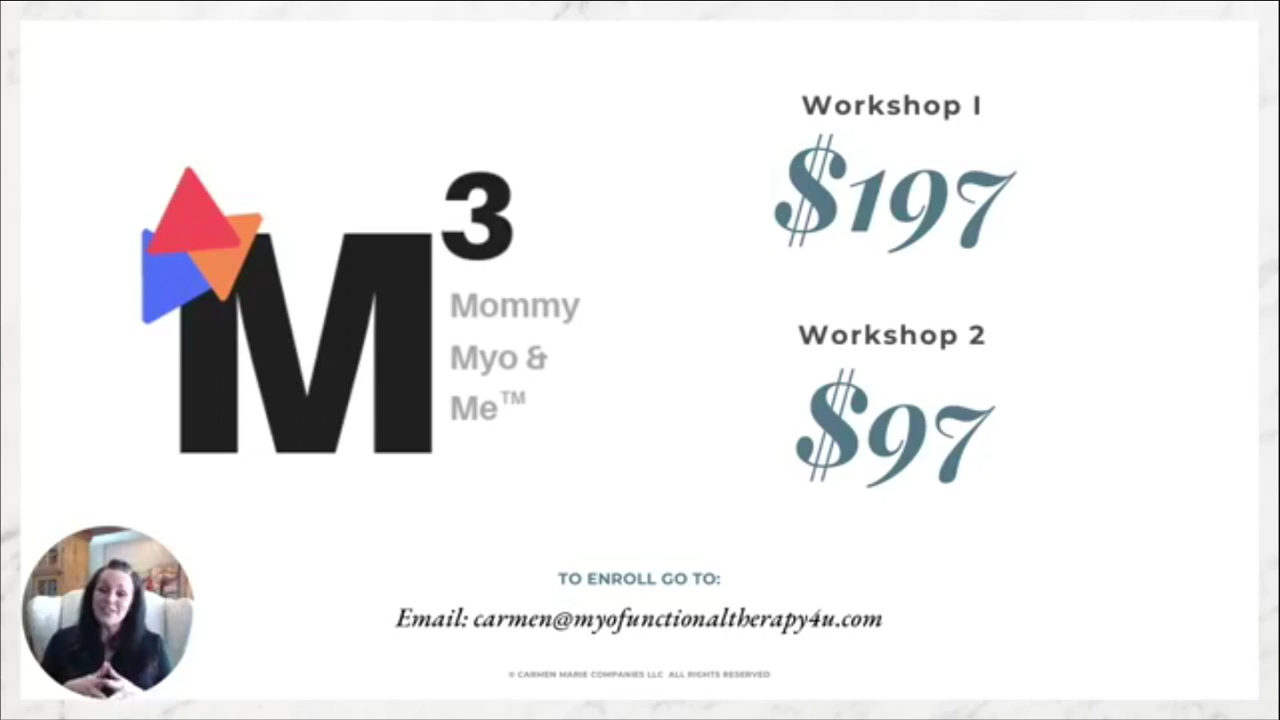 M³
Mommy
Myo &
Me™
Workshop I
$197
Workshop 2
$97
TO ENROLL GO TO:
Email: carmen@myofunctionaltherapy4u.com
© CARMEN MARIE COMPANIES LLC ALL RIGHTS RESERVED